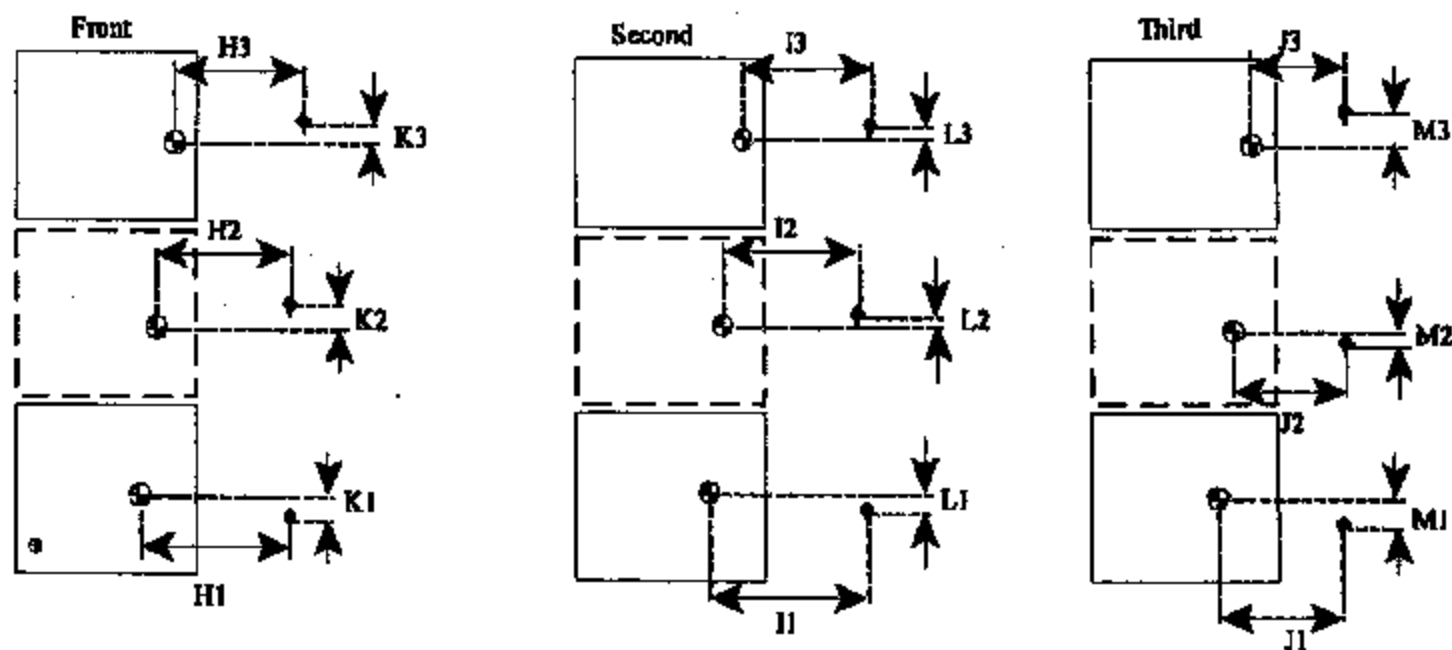 Front
H3
K3
H2
K2
K1
H1
Second
I3
L3
I2
L2
L1
I1
Third
J3
M3
M2
J2
M1
J1